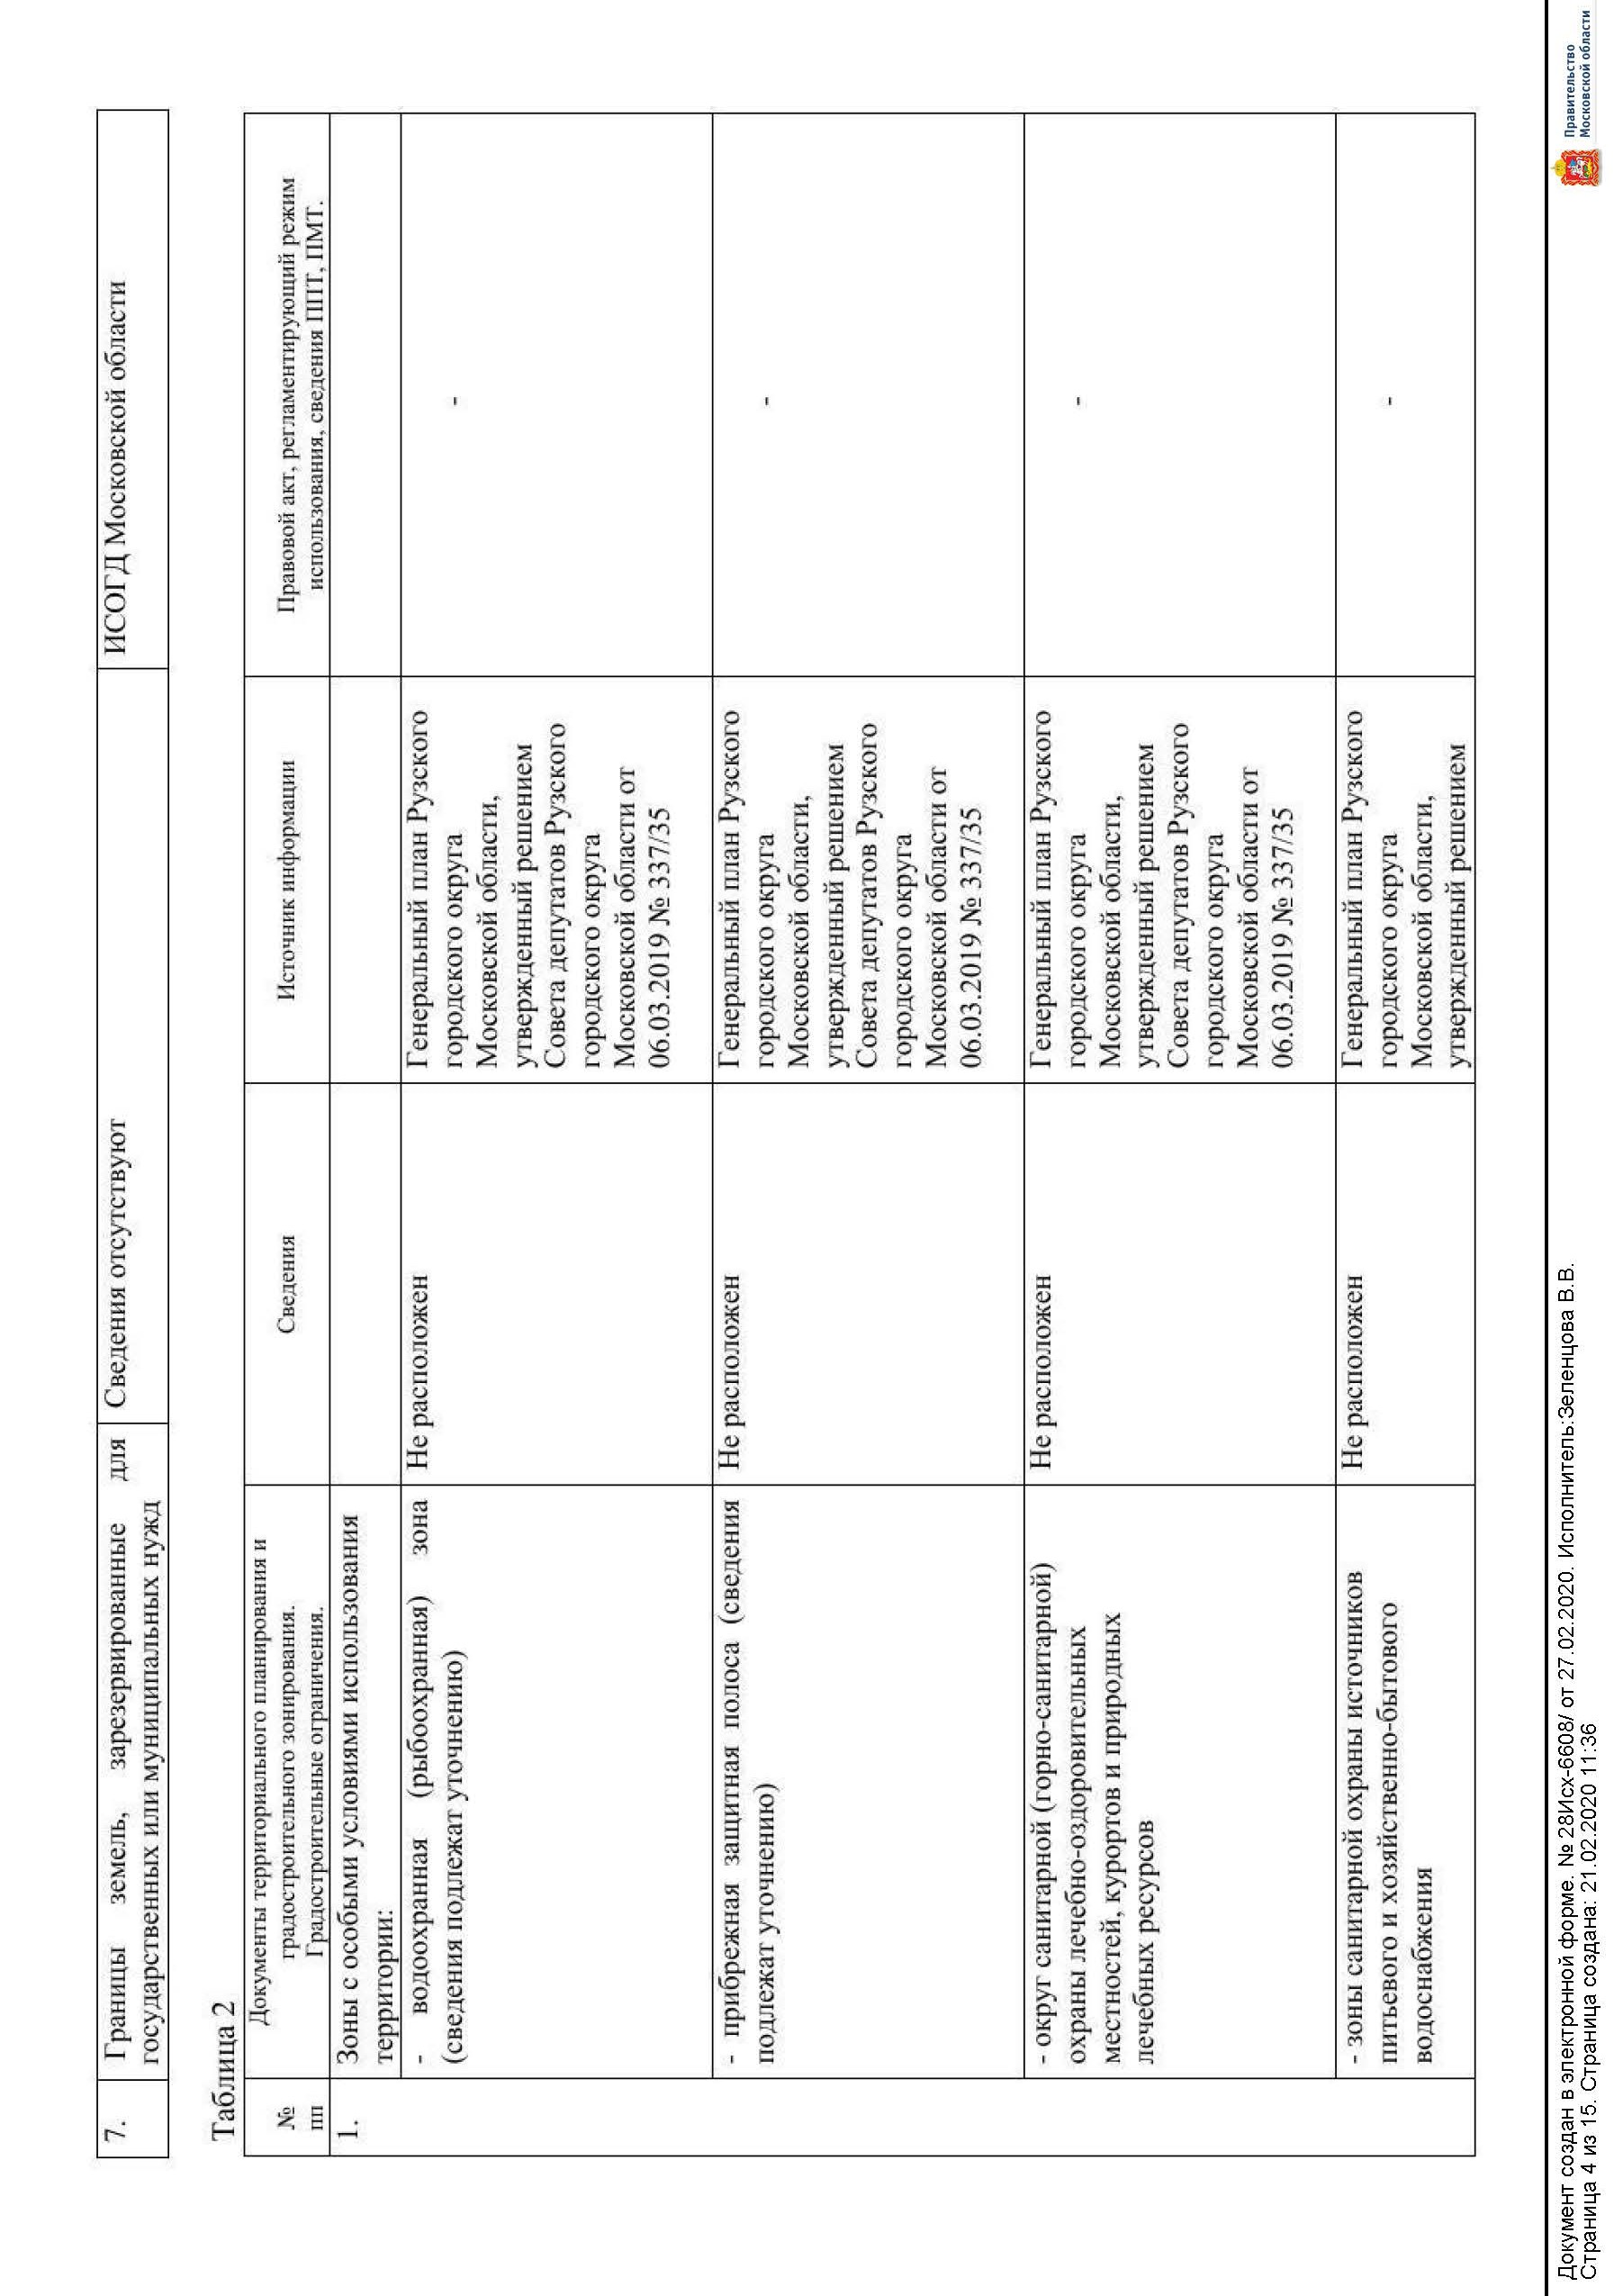 7.
Границы земель, зарезервированные для
государственных или муниципальных нужд
Сведения отсутствуют
ИСОГД Московской области
Таблица 2
№
пп
Документы территориального планирования и
градостроительного зонирования.
Градостроительные ограничения.
Сведения
Источник информации
Правовой акт, регламентирующий режим
использования, сведения ППТ, ПМТ.
1.
Зоны с особыми условиями использования
территории:
- водоохранная (рыбоохранная) зона
(сведения подлежат уточнению)
Не расположен
Генеральный план Рузского
городского округа
Московской области,
утвержденный решением
Совета депутатов Рузского
городского округа
Московской области от
06.03.2019 № 337/35
-
- прибрежная защитная полоса (сведения
подлежат уточнению)
Не расположен
Генеральный план Рузского
городского округа
Московской области,
утвержденный решением
Совета депутатов Рузского
городского округа
Московской области от
06.03.2019 № 337/35
-
- округ санитарной (горно-санитарной)
охраны лечебно-оздоровительных
местностей, курортов и природных
лечебных ресурсов
Не расположен
Генеральный план Рузского
городского округа
Московской области,
утвержденный решением
Совета депутатов Рузского
городского округа
Московской области от
06.03.2019 № 337/35
-
- зоны санитарной охраны источников
питьевого и хозяйственно-бытового
водоснабжения
Не расположен
Генеральный план Рузского
городского округа
Московской области,
утвержденный решением
-
Документ создан в электронной форме. № 28Исх-6608/ от 27.02.2020. Исполнитель:Зеленцова В.В.
Страница 4 из 15. Страница создана: 21.02.2020 11:36
Правительство
Московской области